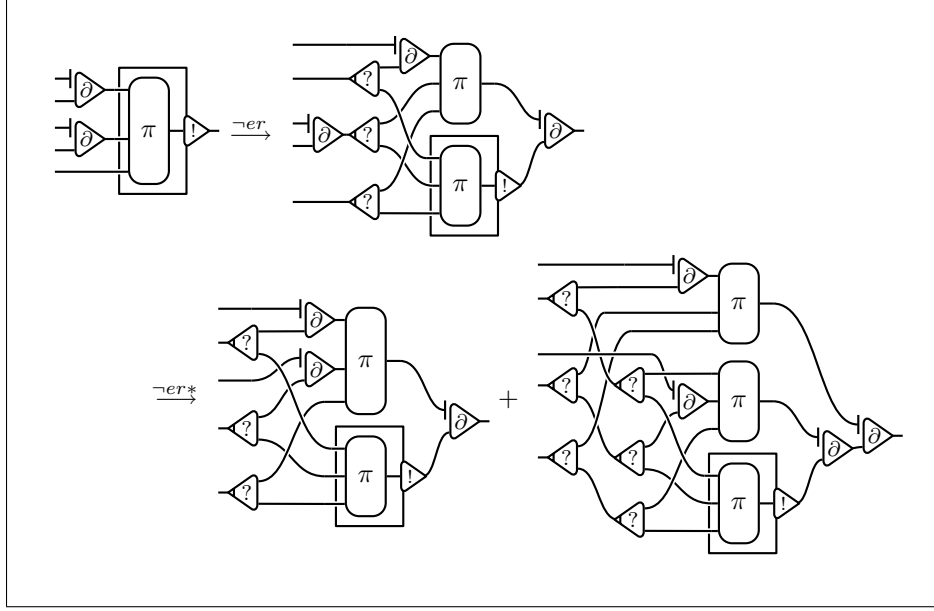 ∂ ∂ π ! ¬er → ? ? ? ∂ ∂ π π ! ∂
¬er* → ? ? ? ∂ ∂ π π ! ∂ + ? ? ? ? ? ? ∂ ∂ π π π ! ∂ ∂